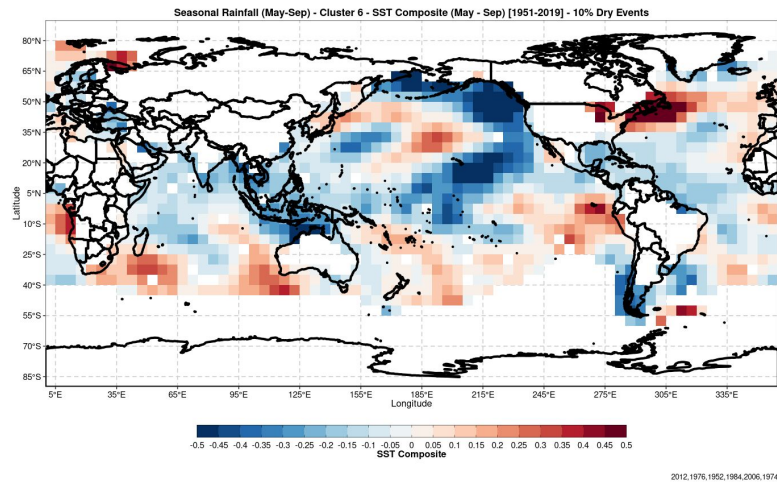 Seasonal Rainfall (May-Sep) - Cluster 6 - SST Composite (May - Sep) [1951-2019] - 10% Dry Events
80°N
65°N
50°N
35°N
20°N
5°N
10°S
25°S
40°S
55°S
70°S
85°S
Latitude
5°E 35°E 65°E 95°E 125°E 155°E 185°E 215°E 245°E 275°E 305°E 335°E
Longitude
-0.5 -0.45 -0.4 -0.35 -0.3 -0.25 -0.2 -0.15 -0.1 -0.05 0 0.05 0.1 0.15 0.2 0.25 0.3 0.35 0.4 0.45 0.5
SST Composite
2012,1976,1952,1984,2006,1974